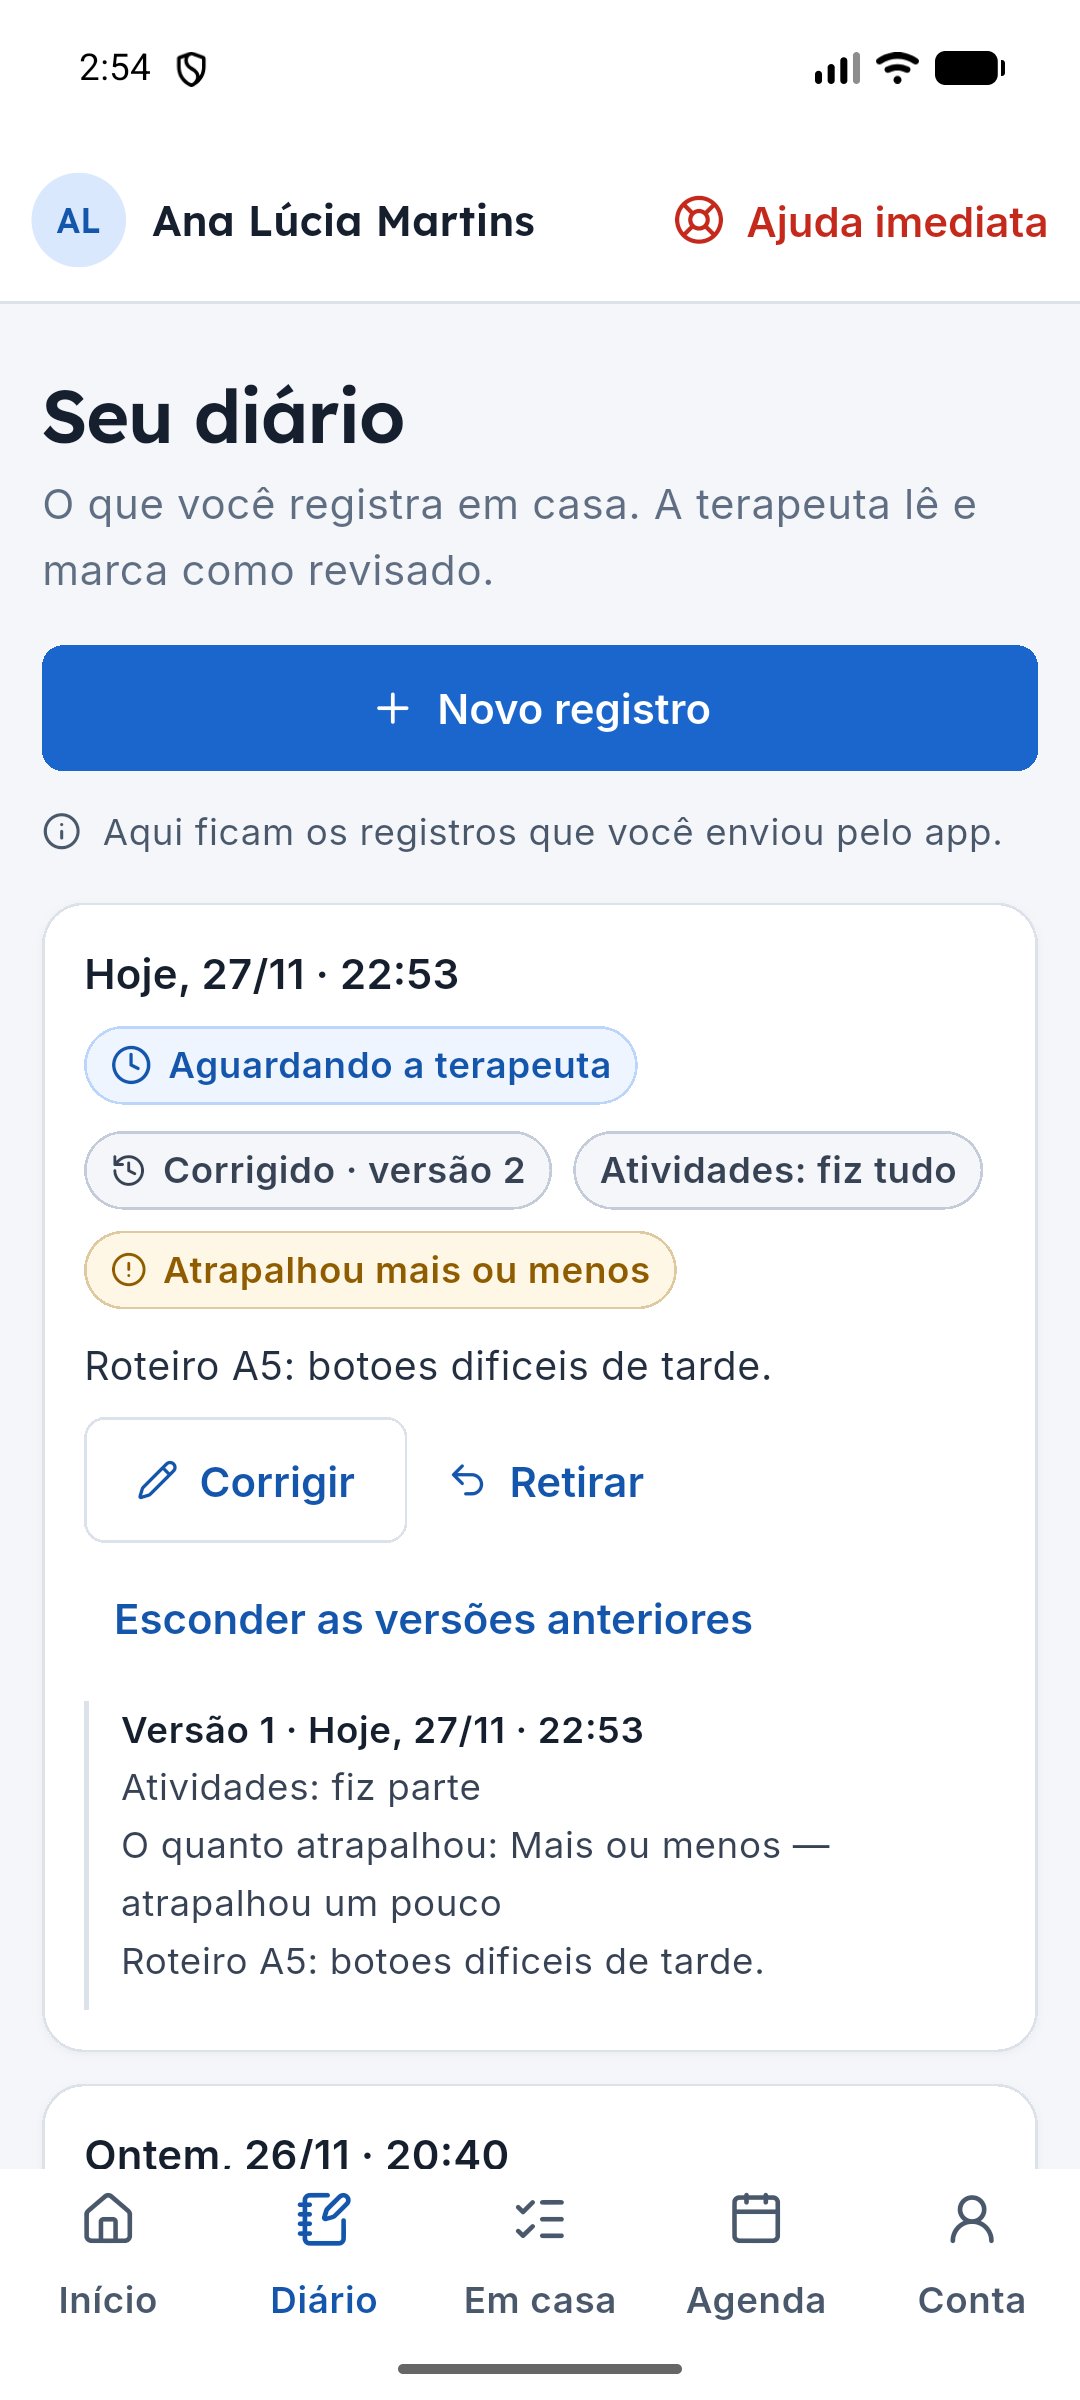 2:54
AL
Ana Lúcia Martins
Ajuda imediata
Seu diário
O que você registra em casa. A terapeuta lê e
marca como revisado.
Novo registro
Aqui ficam os registros que você enviou pelo app.
Hoje, 27/11 · 22:53
Aguardando a terapeuta
Corrigido · versão 2
Atividades: fiz tudo
Atrapalhou mais ou menos
Roteiro A5: botoes dificeis de tarde.
Corrigir
Retirar
Esconder as versões anteriores
Versão 1 · Hoje, 27/11 · 22:53
Atividades: fiz parte
O quanto atrapalhou: Mais ou menos —
atrapalhou um pouco
Roteiro A5: botoes dificeis de tarde.
Ontem, 26/11 · 20:40
Início
Diário
Em casa
Agenda
Conta